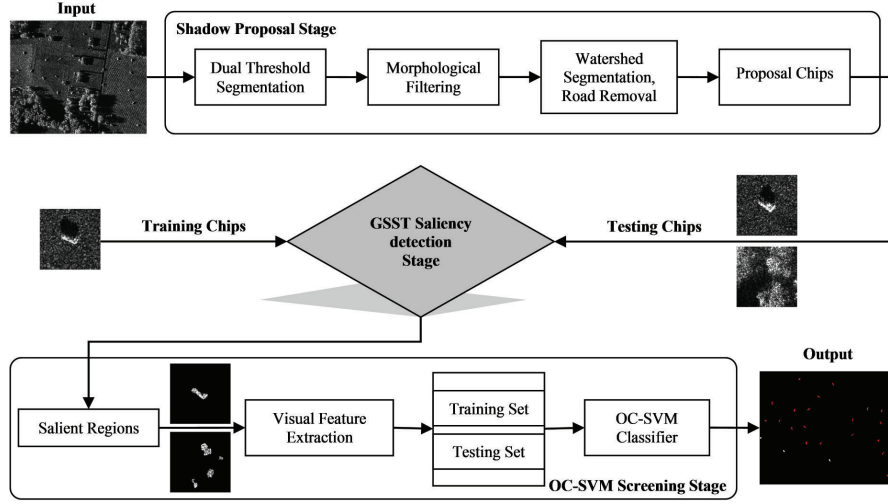 Input
Shadow Proposal Stage
Dual Threshold
Segmentation
Morphological
Filtering
Watershed
Segmentation,
Road Removal
Proposal Chips
Training Chips
GSST Saliency
detection
Stage
Testing Chips
Output
Salient Regions
Visual Feature
Extraction
Training Set
Testing Set
OC-SVM
Classifier
OC-SVM Screening Stage